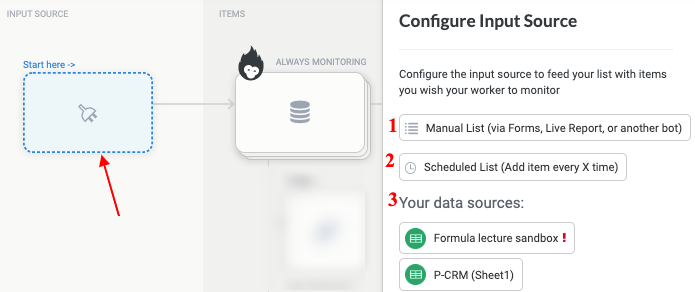 INPUT SOURCE
ITEMS
Start here ->
ALWAYS MONITORING
Configure Input Source
Configure the input source to feed your list with items
you wish your worker to monitor
1 Manual List (via Forms, Live Report, or another bot)
2 Scheduled List (Add item every X time)
3 Your data sources:
Formula lecture sandbox !
P-CRM (Sheet1)